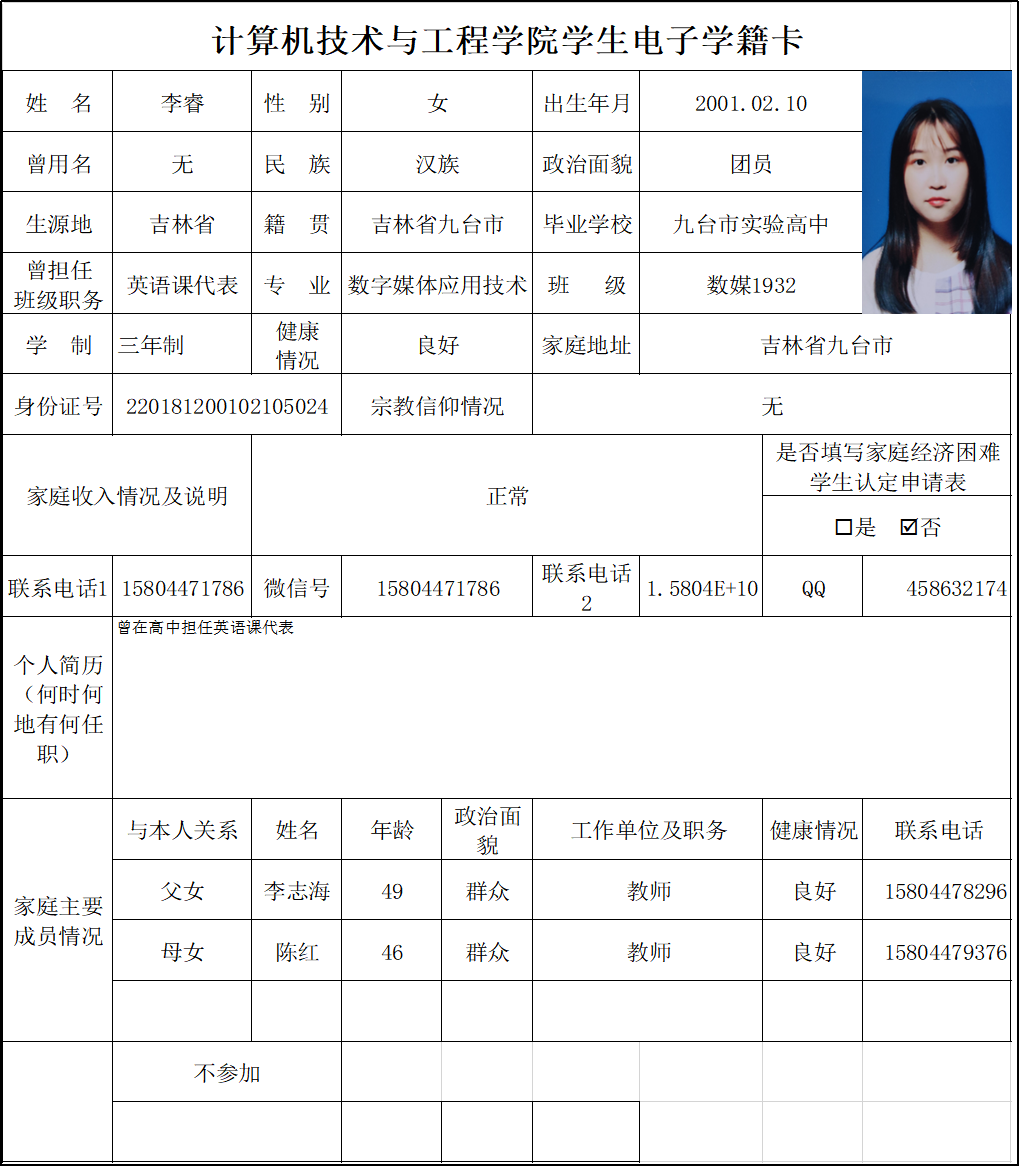 计算机技术与工程学院学生电子学籍卡
姓 名 李睿 性 别 女 出生年月 2001.02.10
曾用名 无 民 族 汉族 政治面貌 团员
生源地 吉林省 籍 贯 吉林省九台市 毕业学校 九台市实验高中
曾担任
班级职务 英语课代表 专 业 数字媒体应用技术 班 级 数媒1932
学 制 三年制 健康
情况 良好 家庭地址 吉林省九台市
身份证号 220181200102105024 宗教信仰情况 无
家庭收入情况及说明 正常 是否填写家庭经济困难
学生认定申请表
☐是 ☑否
联系电话1 15804471786 微信号 15804471786 联系电话
2 1.5804E+10 QQ 458632174
个人简历
（何时何
地有何任
职） 曾在高中担任英语课代表
家庭主要
成员情况 与本人关系 姓名 年龄 政治面
貌 工作单位及职务 健康情况 联系电话
父女 李志海 49 群众 教师 良好 15804478296
母女 陈红 46 群众 教师 良好 15804479376
不参加